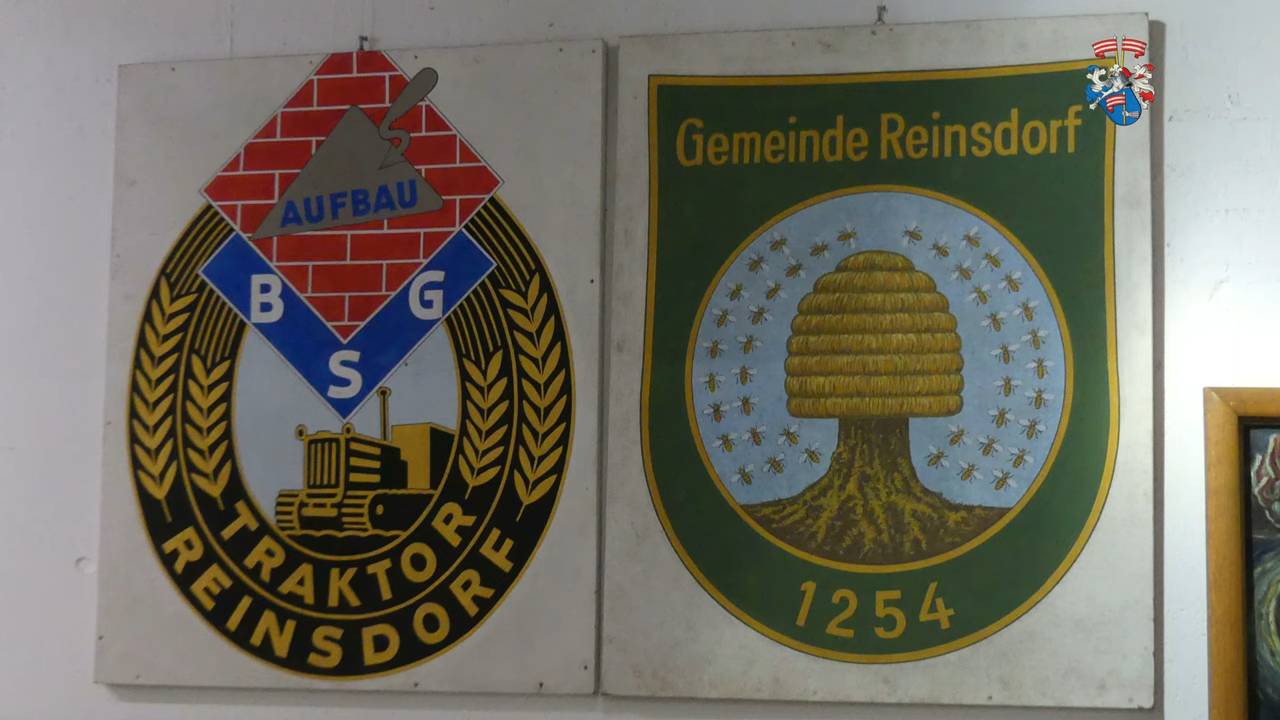 AUFBAU
B S G
TRAKTOR
REINSDORF
Gemeinde Reinsdorf
1254